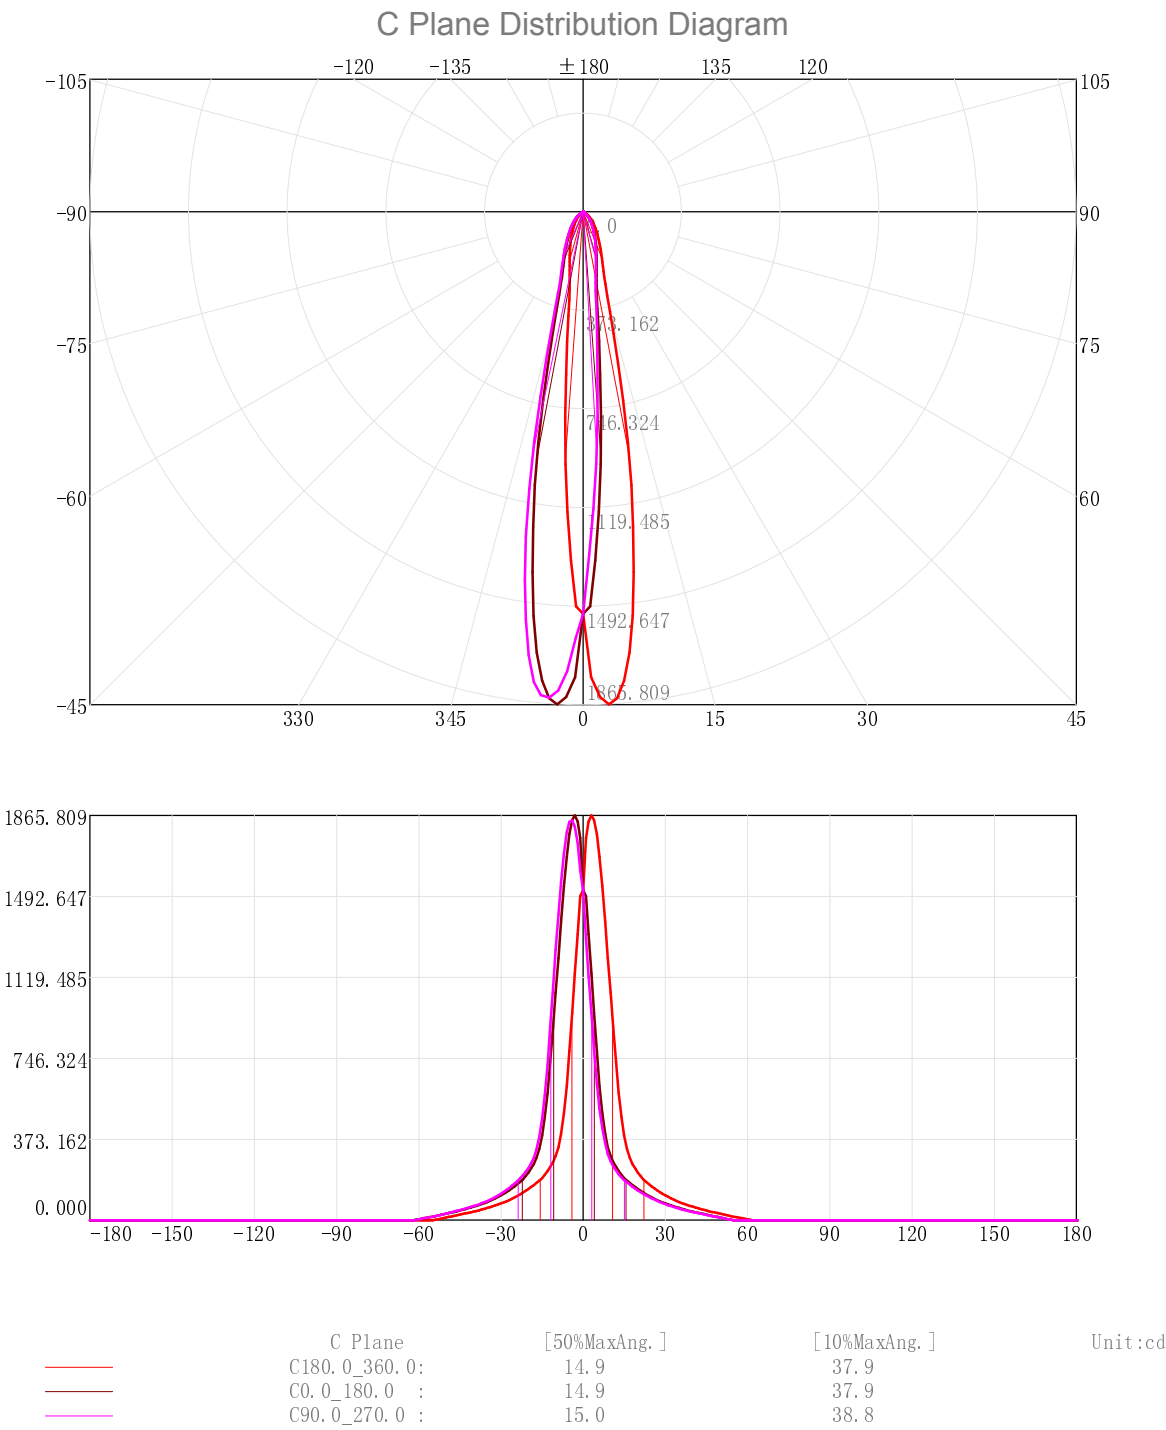 C Plane Distribution Diagram
-120 -135 ±180 135 120
-105 105
-90 90
0
373.162
-75 75
746.324
-60 60
1119.485
1492.647
1865.809
-45
330 345 0 15 30 45
1865.809
1492.647
1119.485
746.324
373.162
0.000
-180 -150 -120 -90 -60 -30 0 30 60 90 120 150 180
C Plane [50%MaxAng.] [10%MaxAng.] Unit:cd
C180.0_360.0: 14.9 37.9
C0.0_180.0 : 14.9 37.9
C90.0_270.0 : 15.0 38.8